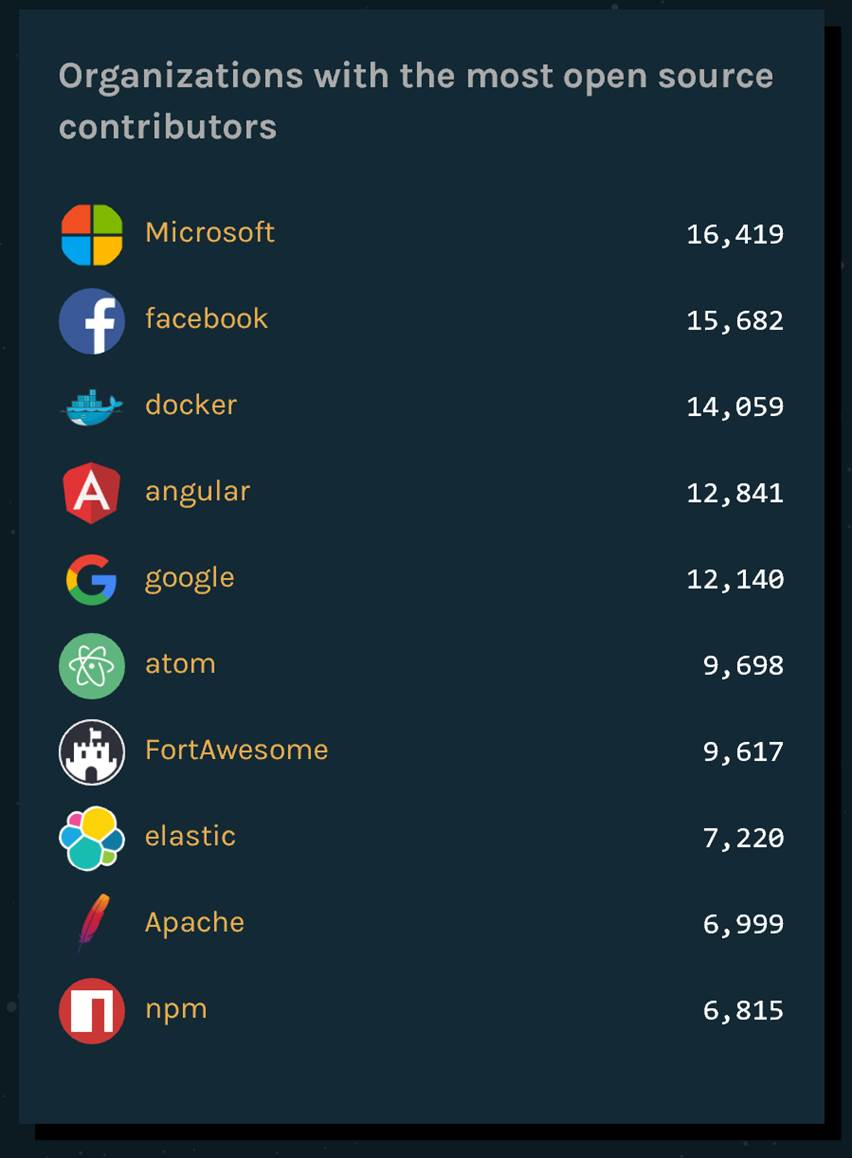 Organizations with the most open source
contributors
Microsoft 16,419
facebook 15,682
docker 14,059
angular 12,841
google 12,140
atom 9,698
FortAwesome 9,617
elastic 7,220
Apache 6,999
npm 6,815